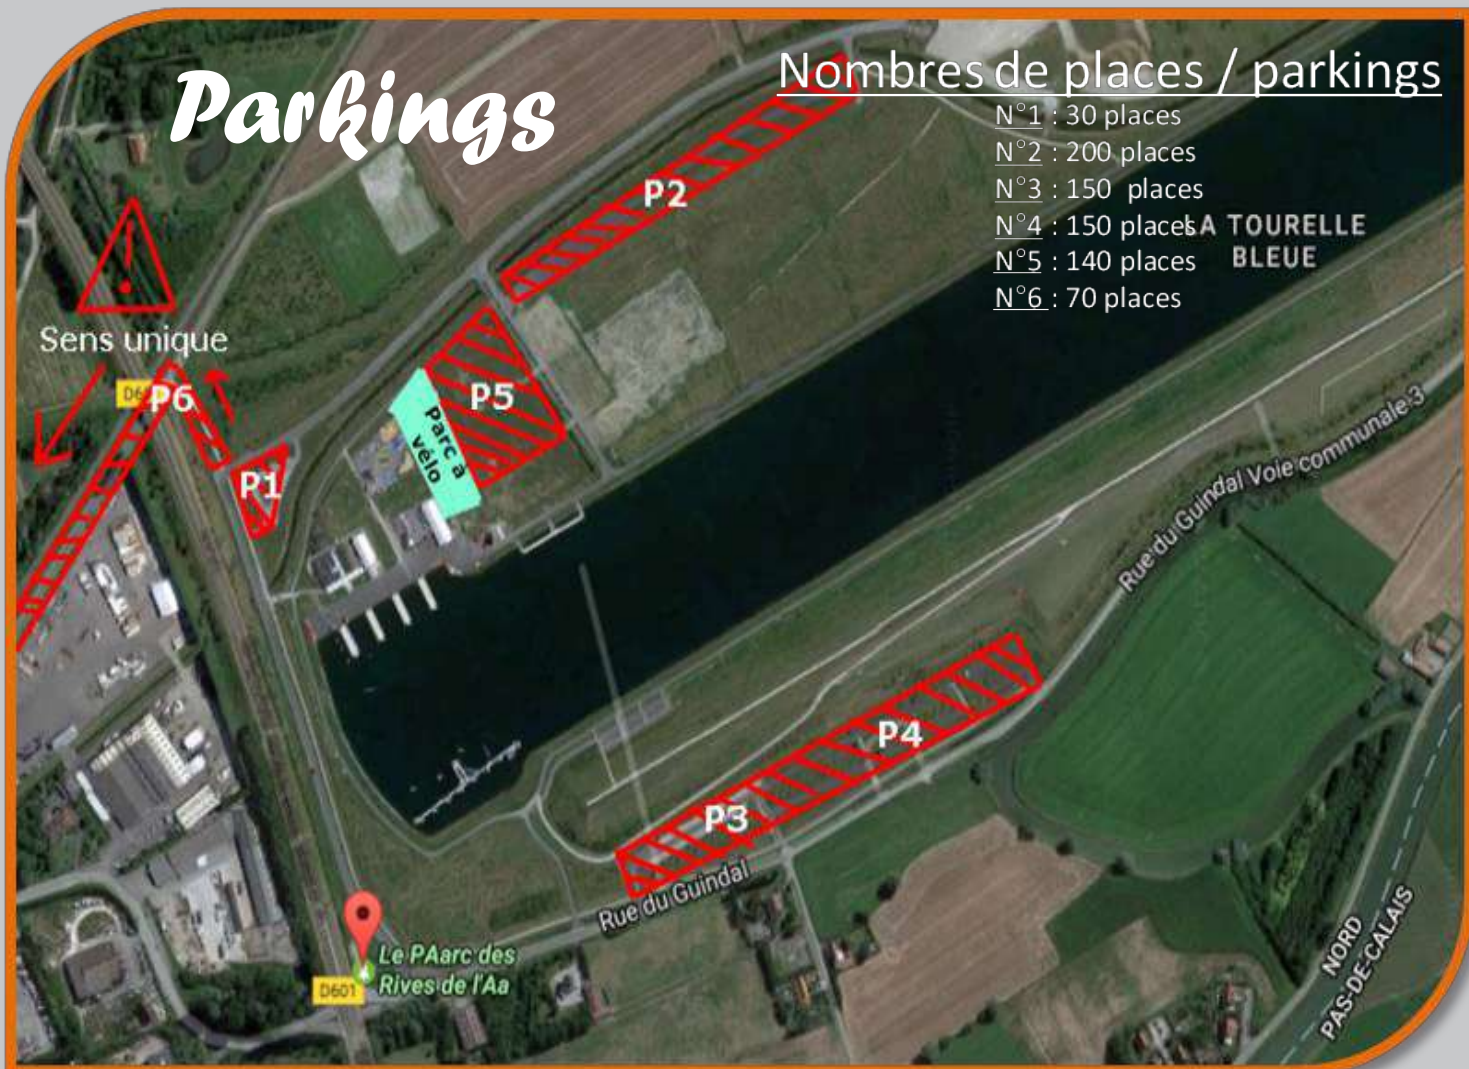 Parkings
Nombres de places / parkings
N°1 : 30 places
N°2 : 200 places
N°3 : 150 places
N°4 : 150 places
N°5 : 140 places
N°6 : 70 places
LA TOURELLE
BLEUE
P2
Sens unique
P6
P5
Parc à
vélo
P1
Rue du Guindal Voie communale 3
P4
P3
Rue du Guindal
Le PAarc des
Rives de l'Aa
D601
NORD
PAS-DE-CALAIS